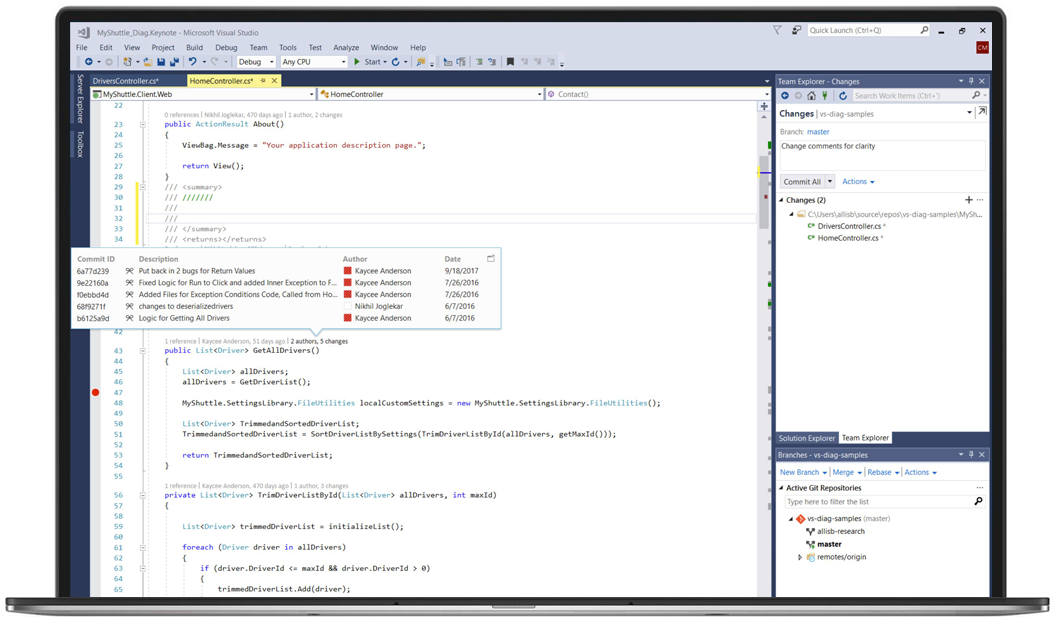 MyShuttle_Diag.Keynote - Microsoft Visual Studio
Quick Launch (Ctrl+Q)
File Edit View Project Build Debug Team Tools Test Analyze Window Help
CM
Debug Any CPU Start
Server Explorer
Toolbox
DriversController.cs*
HomeController.cs*
MyShuttle.Client.Web
HomeController
Contact()
22
0 references | Nikhil Joglekar, 470 days ago | 1 author, 2 changes
23 public ActionResult About()
24 {
25 ViewBag.Message = "Your application description page.";
26
27 return View();
28 }
29 /// <summary>
30 /// ///////
31 ///
32 ///
33 /// </summary>
34 /// <returns></returns>
Commit ID Description Author Date
6a77d239 Put back in 2 bugs for Return Values Kaycee Anderson 9/18/2017
9e22160a Fixed Logic for Run to Click and added Inner Exception to F... Kaycee Anderson 7/26/2016
f0ebbd4d Added Files for Exception Conditions Code, Called from Ho... Kaycee Anderson 7/26/2016
68f9271f changes to deserializedrivers Nikhil Joglekar 6/7/2016
b6125a9d Logic for Getting All Drivers Kaycee Anderson 6/7/2016
42
1 reference | Kaycee Anderson, 51 days ago | 2 authors, 5 changes
43 public List<Driver> GetAllDrivers()
44 {
45 List<Driver> allDrivers;
46 allDrivers = GetDriverList();
47
48 MyShuttle.SettingsLibrary.FileUtilities localCustomSettings = new MyShuttle.SettingsLibrary.FileUtilities();
49
50 List<Driver> TrimmedandSortedDriverList;
51 TrimmedandSortedDriverList = SortDriverListBySettings(TrimDriverListById(allDrivers, getMaxId()));
52
53 return TrimmedandSortedDriverList;
54 }
55
1 reference | Kaycee Anderson, 470 days ago | 1 author, 3 changes
56 private List<Driver> TrimDriverListById(List<Driver> allDrivers, int maxId)
57 {
58
59 List<Driver> trimmedDriverList = initializeList();
60
61 foreach (Driver driver in allDrivers)
62 {
63 if (driver.DriverId <= maxId && driver.DriverId > 0)
64 {
65 trimmedDriverList.Add(driver);
Team Explorer - Changes
Search Work Items (Ctrl+')
Changes | vs-diag-samples
Branch: master
Change comments for clarity
Commit All Actions
Changes (2)
C:\Users\allisb\source\repos\vs-diag-samples\MySh...
DriversController.cs *
HomeController.cs *
Solution Explorer Team Explorer
Branches - vs-diag-samples
New Branch Merge Rebase Actions
Active Git Repositories
Type here to filter the list
vs-diag-samples (master)
allisb-research
master
remotes/origin